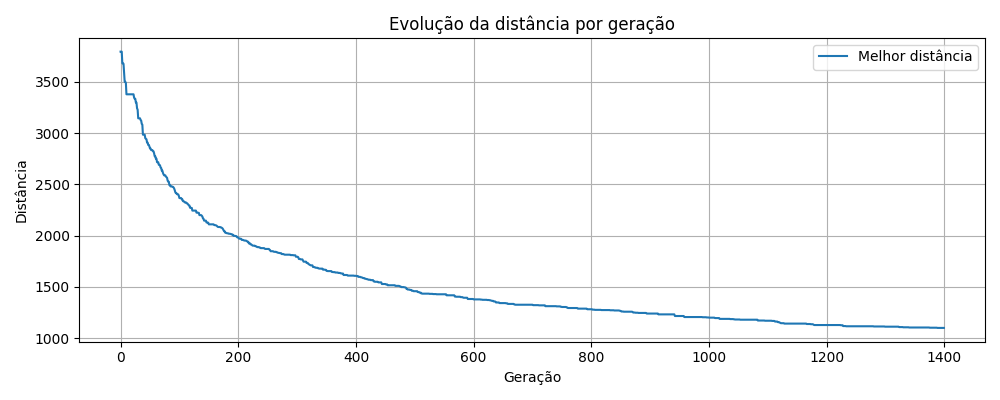 Evolução da distância por geração
Melhor distância
Distância
3500
3000
2500
2000
1500
1000
0 200 400 600 800 1000 1200 1400
Geração